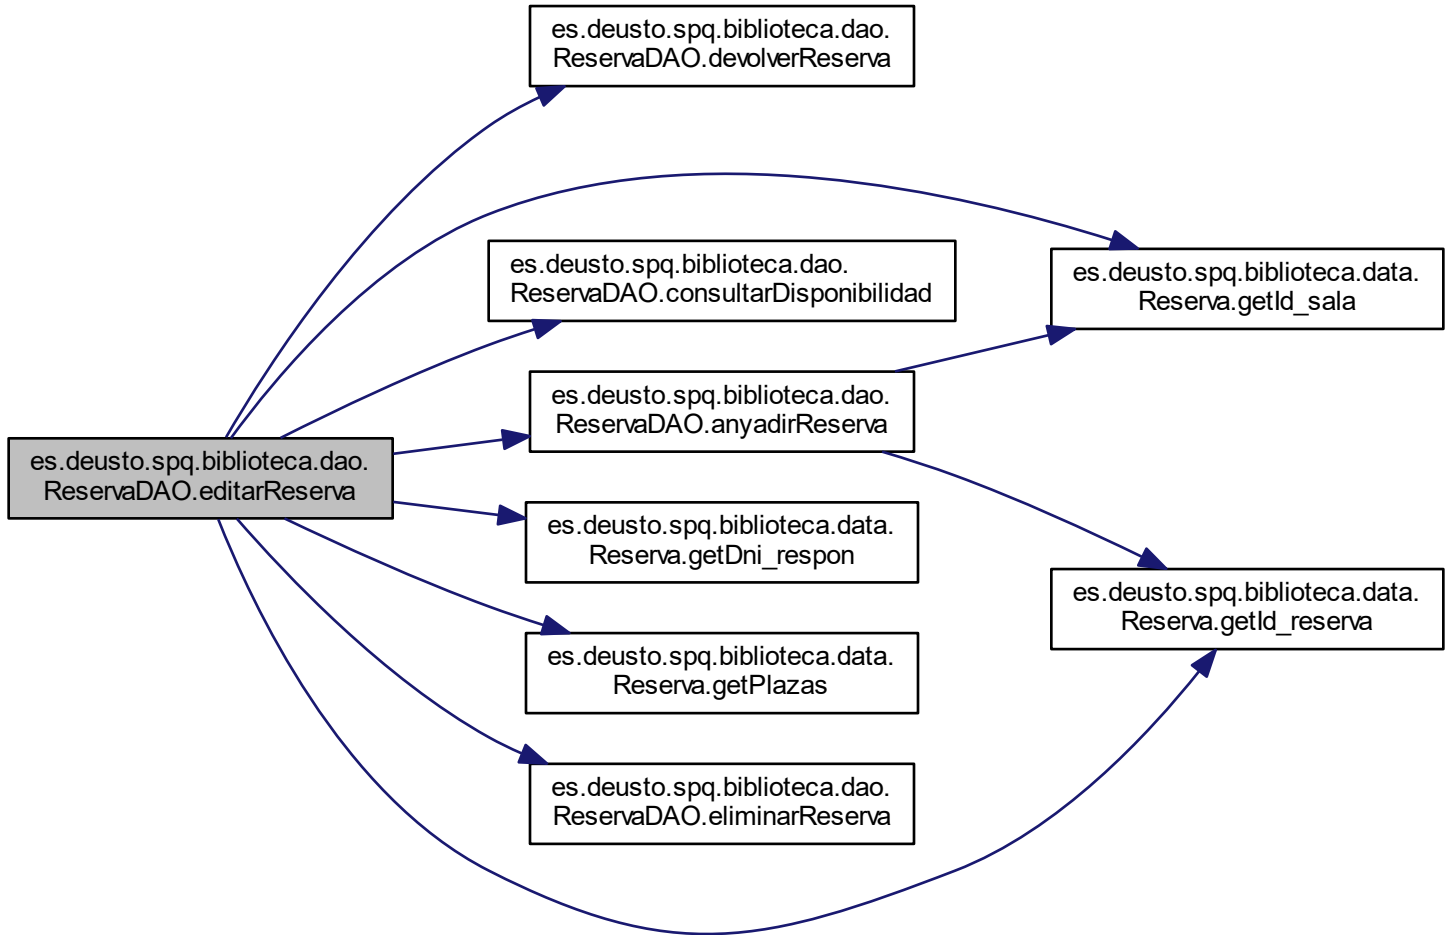 es.deusto.spq.biblioteca.dao.
ReservaDAO.devolverReserva
es.deusto.spq.biblioteca.dao.
ReservaDAO.consultarDisponibilidad
es.deusto.spq.biblioteca.data.
Reserva.getId_sala
es.deusto.spq.biblioteca.dao.
ReservaDAO.anyadirReserva
es.deusto.spq.biblioteca.dao.
ReservaDAO.editarReserva
es.deusto.spq.biblioteca.data.
Reserva.getDni_respon
es.deusto.spq.biblioteca.data.
Reserva.getId_reserva
es.deusto.spq.biblioteca.data.
Reserva.getPlazas
es.deusto.spq.biblioteca.dao.
ReservaDAO.eliminarReserva